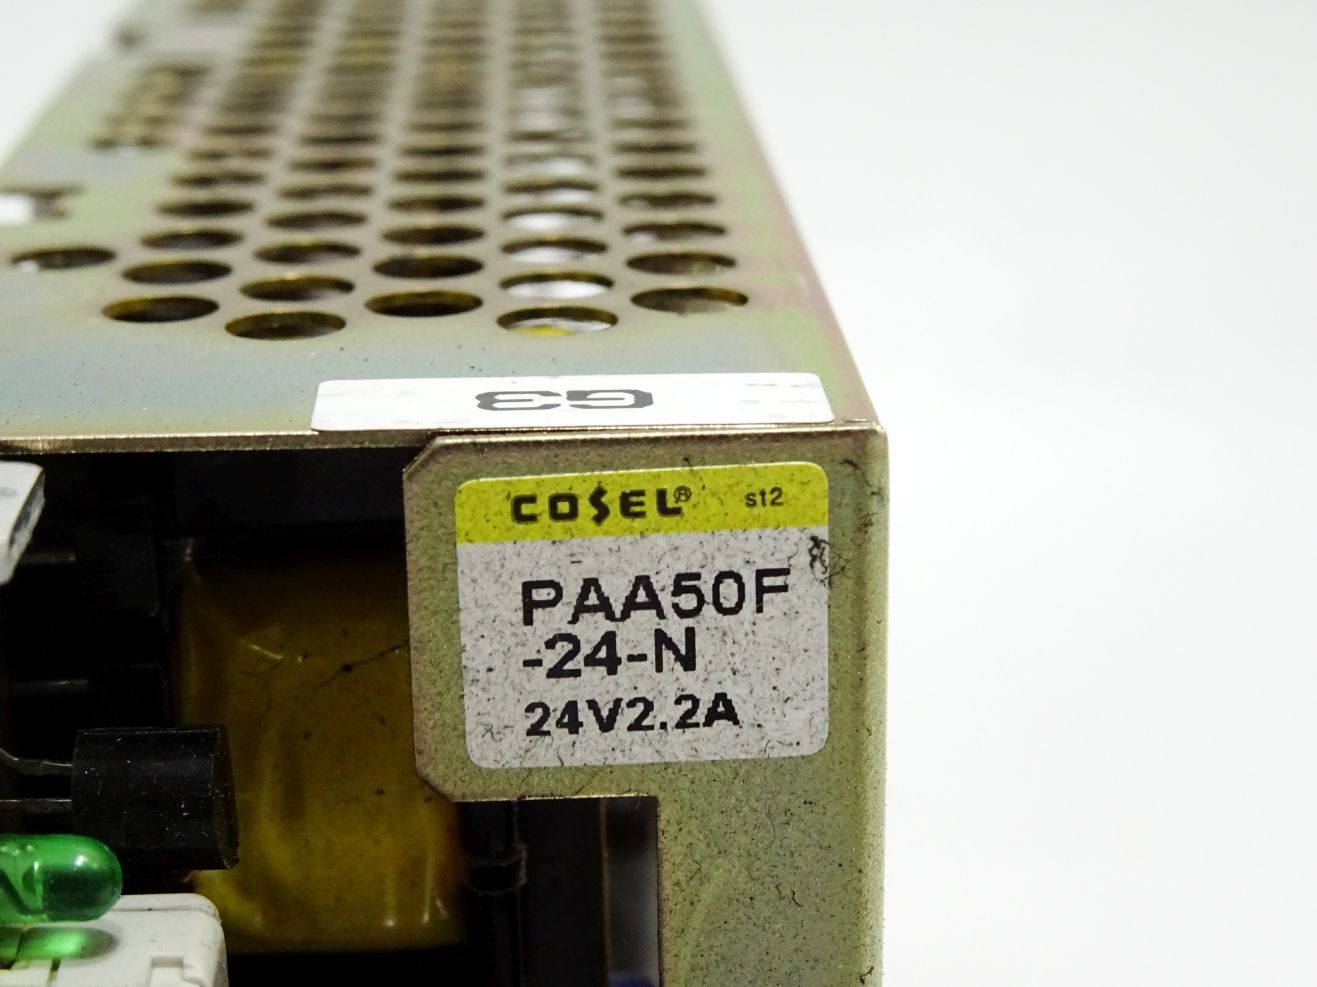 G3
COSEL® st2
PAA50F
-24-N
24V2.2A